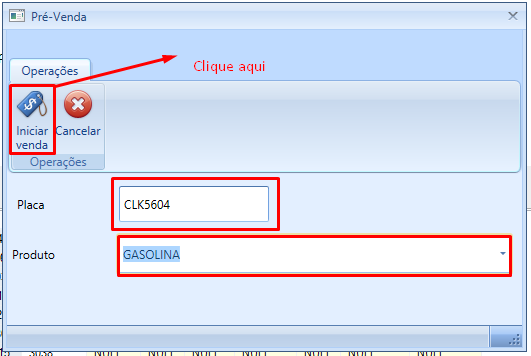 Pré-Venda
Clique aqui
Operações
Iniciar venda
Cancelar
Operações
Placa
CLK5604
Produto
GASOLINA